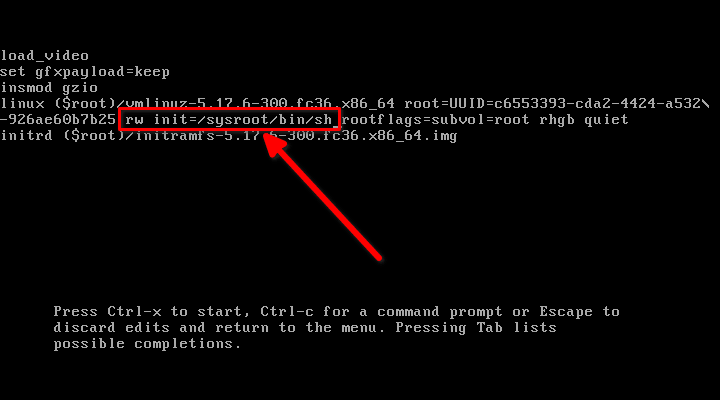 load_video
set gfxpayload=keep
insmod gzio
linux ($root)/vmlinuz-5.17.6-300.fc36.x86_64 root=UUID=c6553393-cda2-4424-a532\
-926ae60b7b25 rw init=/sysroot/bin/sh rootflags=subvol=root rhgb quiet
initrd ($root)/initramfs-5.17.6-300.fc36.x86_64.img
Press Ctrl-x to start, Ctrl-c for a command prompt or Escape to
discard edits and return to the menu. Pressing Tab lists
possible completions.